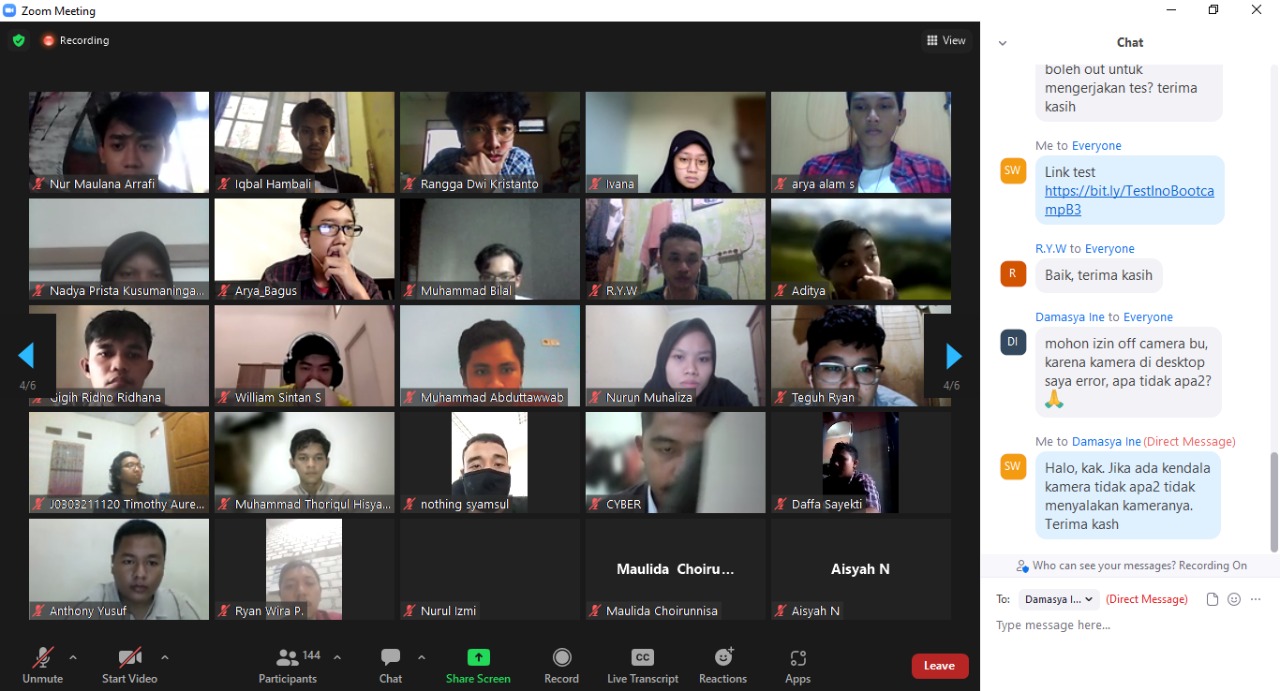 Zoom Meeting
Recording
View
Nur Maulana Arrafi
Iqbal Hambali
Rangga Dwi Kristanto
Ivana
arya alam s
Nadya Prista Kusumaninga...
Arya_Bagus
Muhammad Bilal
R.Y.W
Aditya
4/6
Gigih Ridho Ridhana
William Sintan S
Muhammad Abduttawwab
Nurun Muhaliza
Teguh Ryan
4/6
J0303211120 Timothy Aure...
Muhammad Thoriqul Hisya...
nothing syamsul
CYBER
Daffa Sayekti
Anthony Yusuf
Ryan Wira P.
Nurul Izmi
Maulida Choiru...
Maulida Choirunnisa
Aisyah N
Aisyah N
Unmute
Start Video
144
Participants
Chat
Share Screen
Record
CC
Live Transcript
Reactions
Apps
Leave
Chat
boleh out untuk
mengerjakan tes? terima
kasih
Me to Everyone
SW
Link test
https://bit.ly/TestInoBootca
mpB3
R.Y.W to Everyone
R
Baik, terima kasih
Damasya Ine to Everyone
DI
mohon izin off camera bu,
karena kamera di desktop
saya error, apa tidak apa2?
🙏
Me to Damasya Ine (Direct Message)
SW
Halo, kak. Jika ada kendala
kamera tidak apa2 tidak
menyalakan kameranya.
Terima kash
Who can see your messages? Recording On
To: Damasya I... (Direct Message)
Type message here...